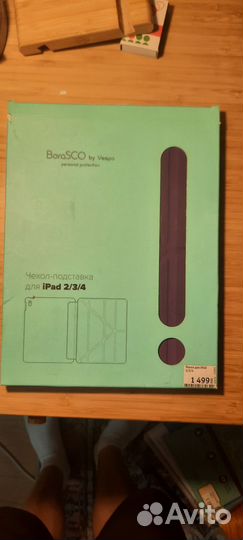 BoraSCO by Vespo
personal protection
Чехол-подставка
для iPad 2/3/4
1 499
Avito